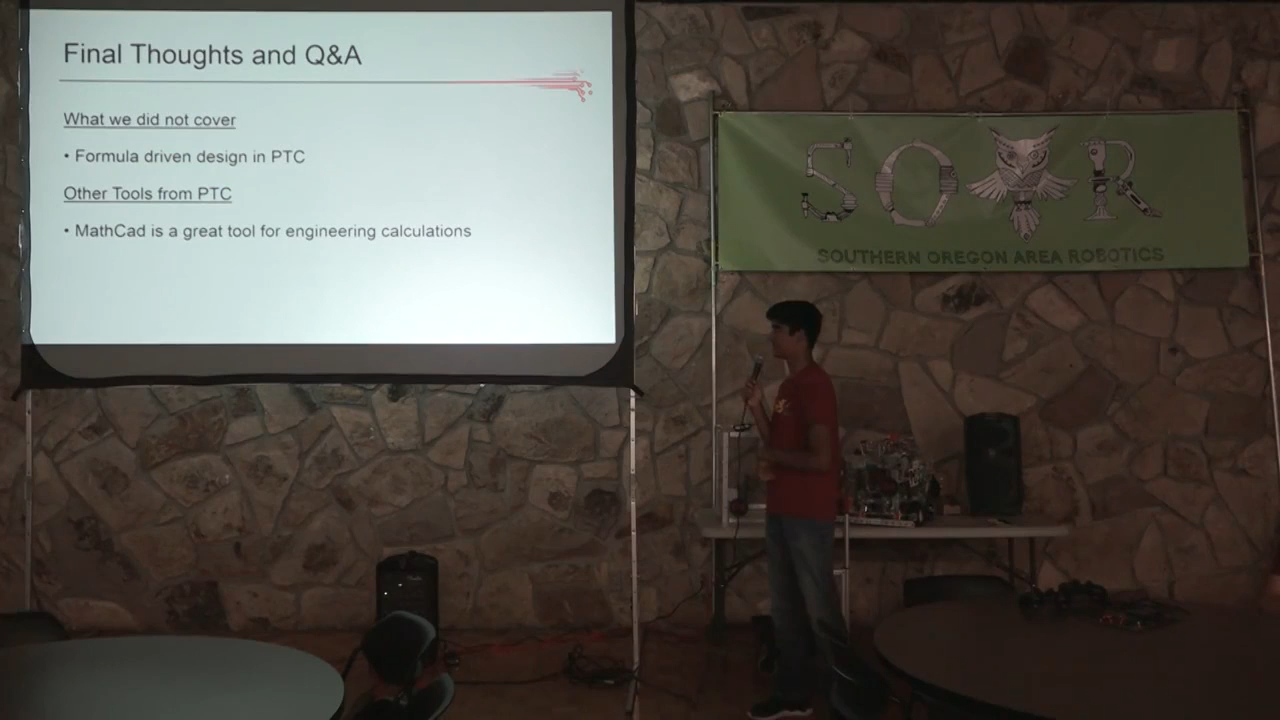 Final Thoughts and Q&A
What we did not cover
• Formula driven design in PTC
Other Tools from PTC
• MathCad is a great tool for engineering calculations
SOAR
SOUTHERN OREGON AREA ROBOTICS